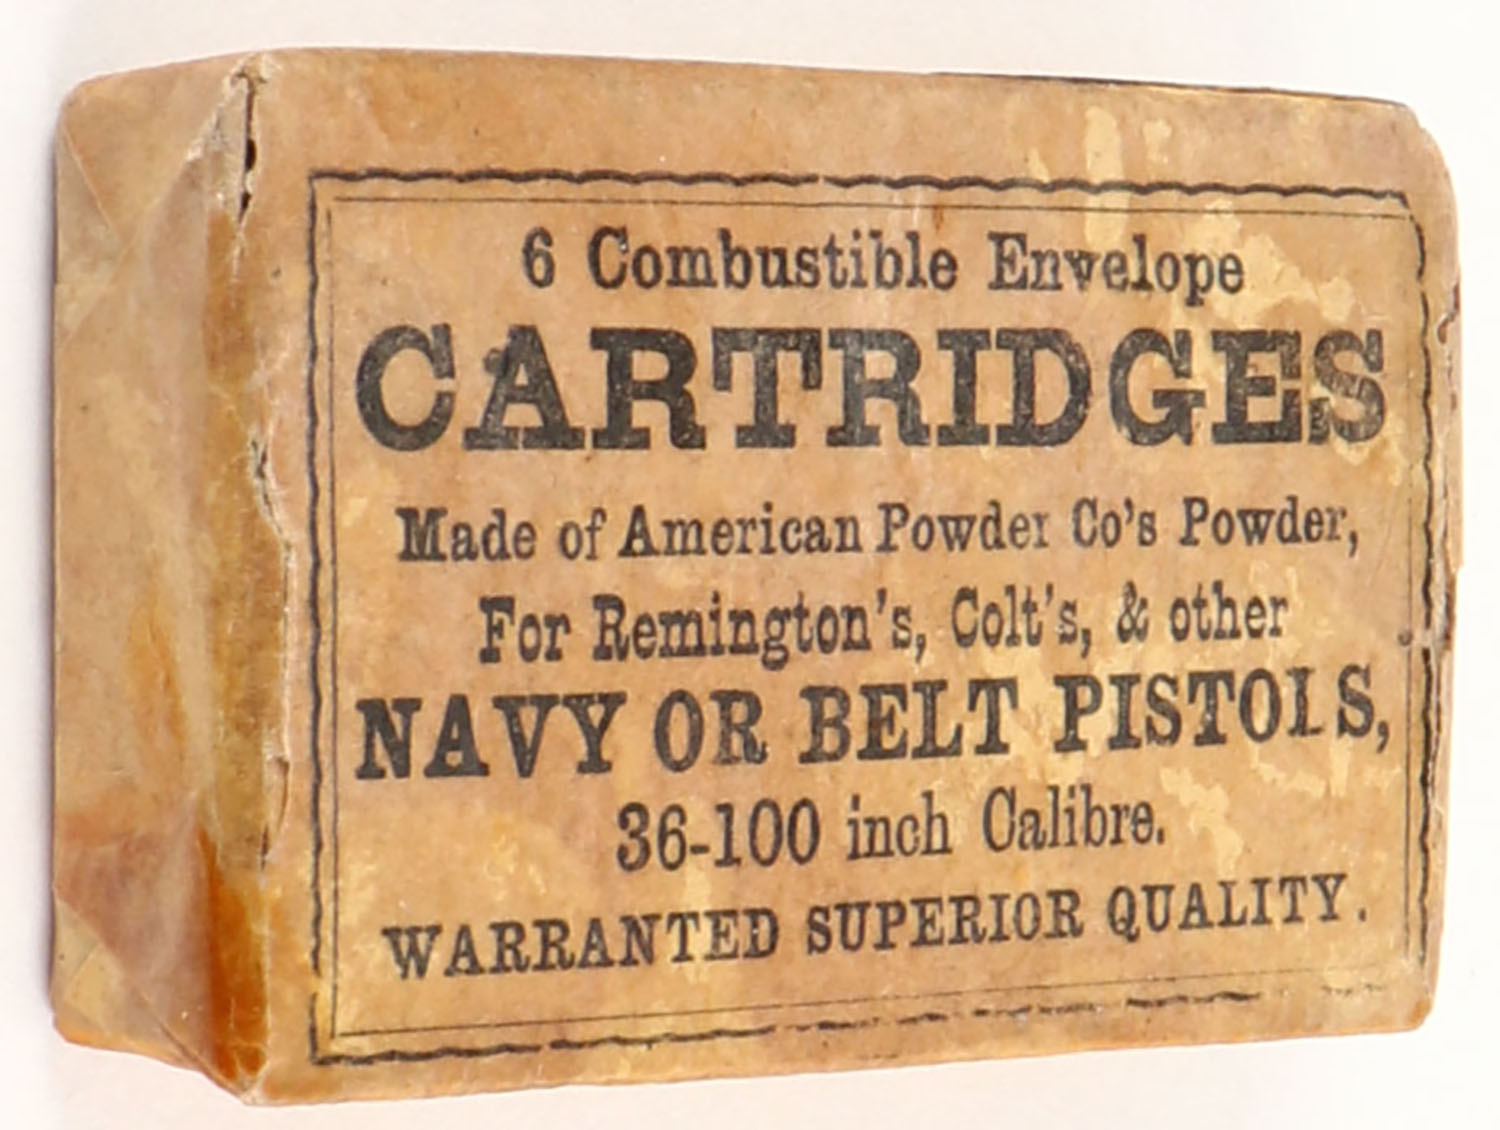 6 Combustible Envelope
CARTRIDGES
Made of American Powder Co's Powder,
For Remington's, Colt's, & other
NAVY OR BELT PISTOLS,
36-100 inch Calibre.
WARRANTED SUPERIOR QUALITY.